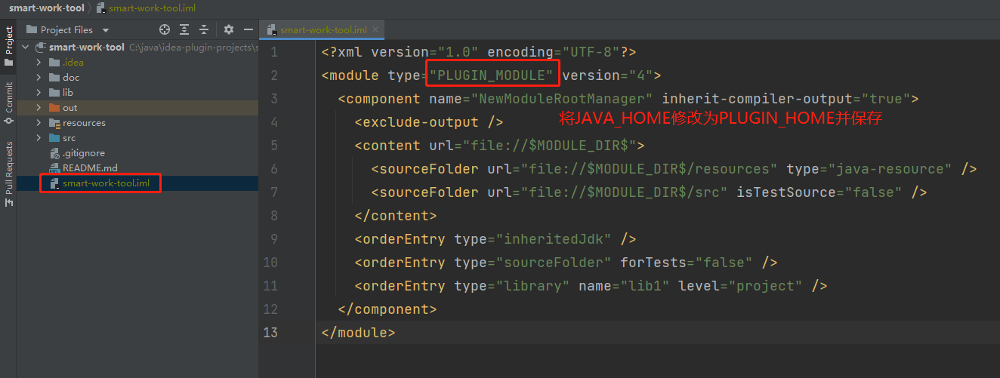 smart-work-tool smart-work-tool.iml
Project
Commit
Pull Requests
Project Files
smart-work-tool C:\java\idea-plugin-projects\s
.idea
doc
lib
out
resources
src
.gitignore
README.md
smart-work-tool.iml
smart-work-tool.iml
1 <?xml version="1.0" encoding="UTF-8"?>
2 <module type="PLUGIN_MODULE" version="4">
3 <component name="NewModuleRootManager" inherit-compiler-output="true">
将JAVA_HOME修改为PLUGIN_HOME并保存
4 <exclude-output />
5 <content url="file://$MODULE_DIR$">
6 <sourceFolder url="file://$MODULE_DIR$/resources" type="java-resource" />
7 <sourceFolder url="file://$MODULE_DIR$/src" isTestSource="false" />
8 </content>
9 <orderEntry type="inheritedJdk" />
10 <orderEntry type="sourceFolder" forTests="false" />
11 <orderEntry type="library" name="lib1" level="project" />
12 </component>
13 </module>